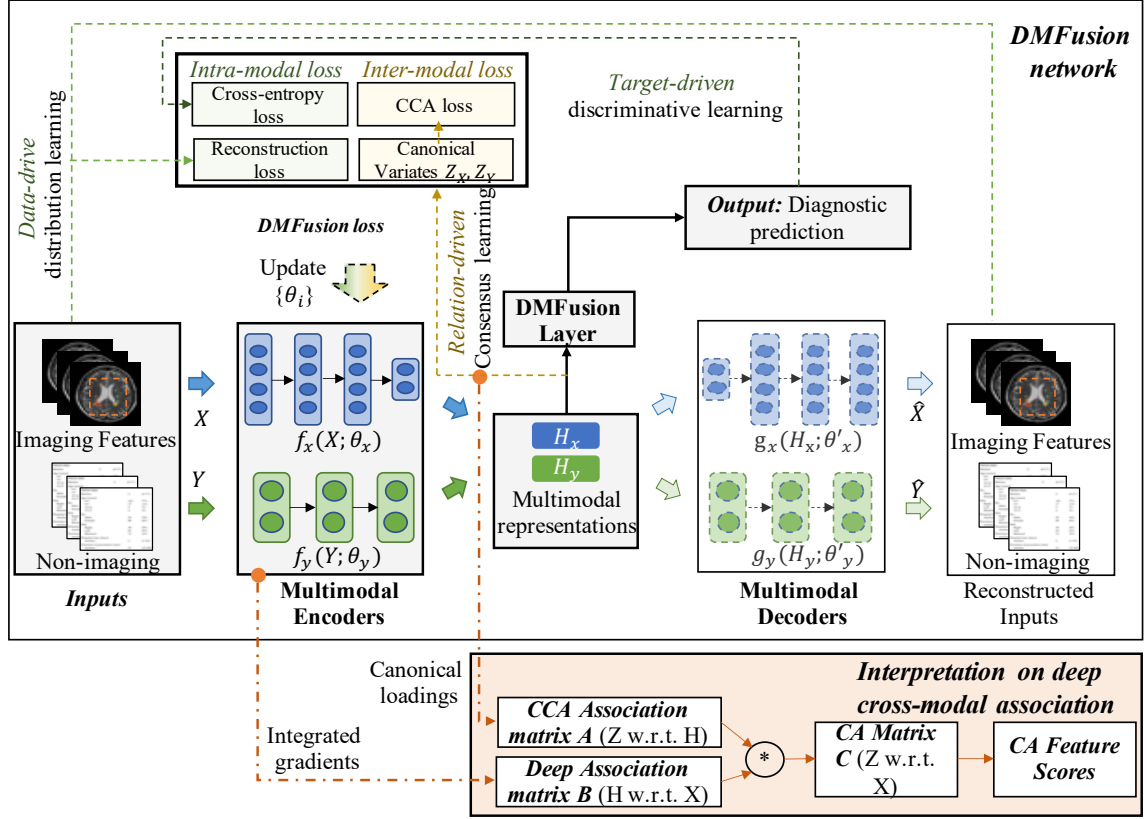 DMFusion
network
Intra-modal loss
Inter-modal loss
Cross-entropy
loss
CCA loss
Reconstruction
loss
Canonical
Variates Z_X, Z_Y
Target-driven
discriminative learning
Data-drive
distribution learning
DMFusion loss
Update
{θ_i}
Relation-driven
Consensus learning
Output: Diagnostic
prediction
DMFusion
Layer
X
Imaging Features
Y
Non-imaging
Inputs
f_x(X; θ_x)
f_y(Y; θ_y)
Multimodal
Encoders
H_x
H_y
Multimodal
representations
g_x(H_x; θ'_x)
g_y(H_y; θ'_y)
Multimodal
Decoders
X̂
Ŷ
Imaging Features
Non-imaging
Reconstructed
Inputs
Canonical
loadings
Integrated
gradients
Interpretation on deep
cross-modal association
CCA Association
matrix A (Z w.r.t. H)
Deep Association
matrix B (H w.r.t. X)
*
CA Matrix
C (Z w.r.t.
X)
CA Feature
Scores